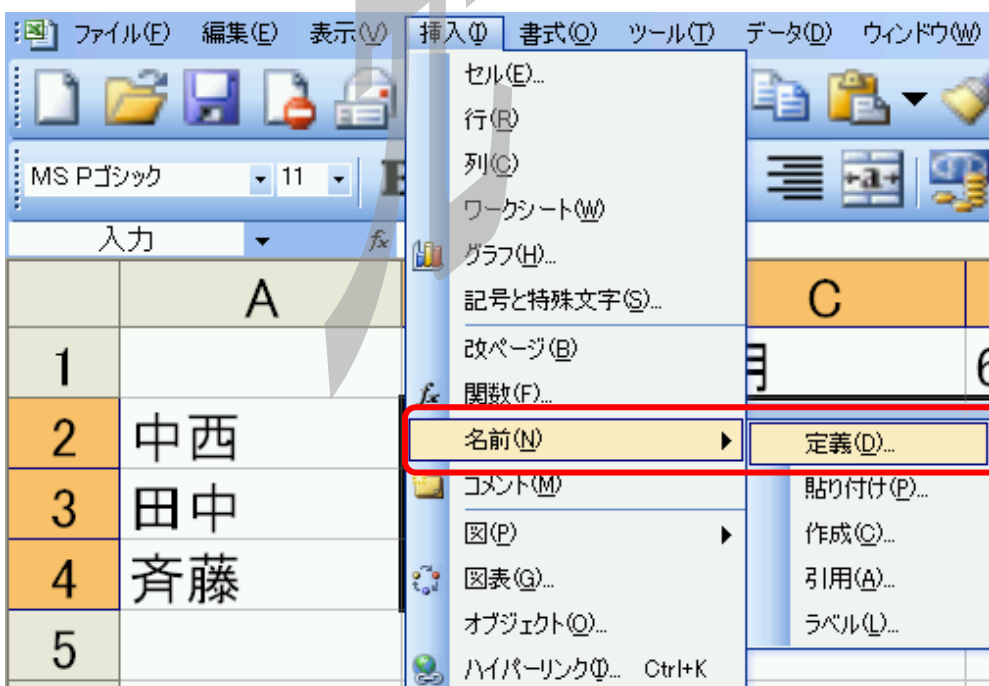 ファイル(F) 編集(E) 表示(V) 挿入(I) 書式(O) ツール(T) データ(D) ウィンドウ(W)
MS Pゴシック 11 B
入力 fx
A C
1 月 6
2 中西
3 田中
4 斉藤
5
セル(E)...
行(R)
列(C)
ワークシート(W)
グラフ(H)...
記号と特殊文字(S)...
改ページ(B)
fx 関数(F)...
名前(N)
コメント(M)
図(P)
図表(G)...
オブジェクト(O)...
ハイパーリンク(I)... Ctrl+K
定義(D)...
貼り付け(P)...
作成(C)...
引用(A)...
ラベル(L)...